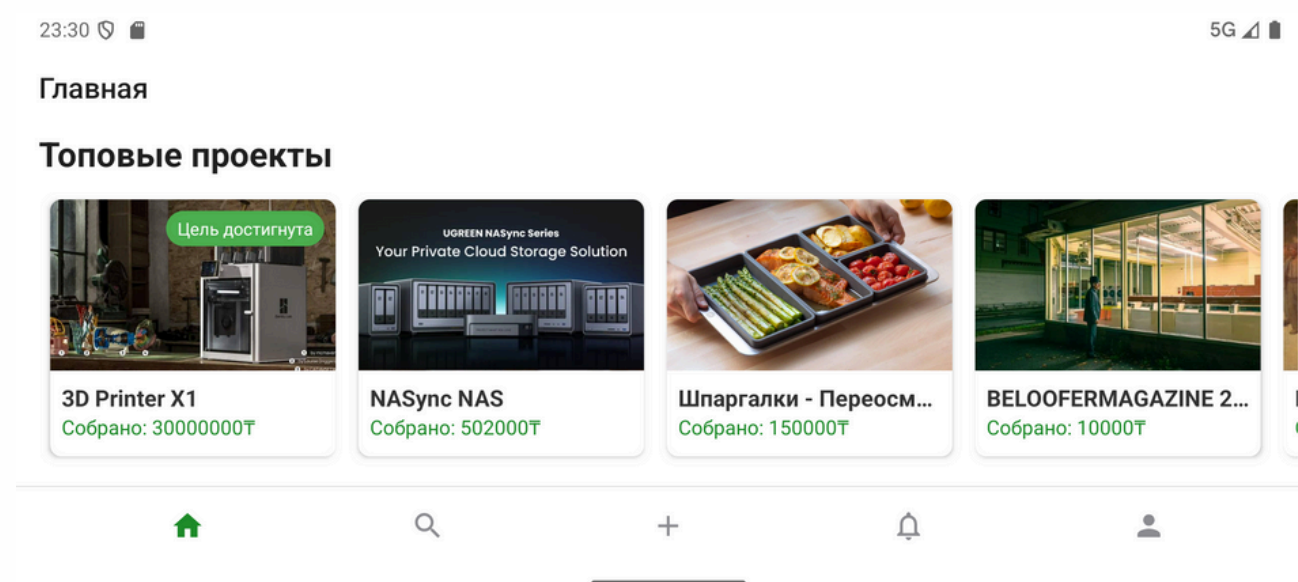 23:30
5G
Главная
Топовые проекты
Цель достигнута
3D Printer X1
Собрано: 30000000₸
UGREEN NASync Series
Your Private Cloud Storage Solution
NASync NAS
Собрано: 502000₸
Шпаргалки - Переосм...
Собрано: 150000₸
BELOOFERMAGAZINE 2...
Собрано: 10000₸